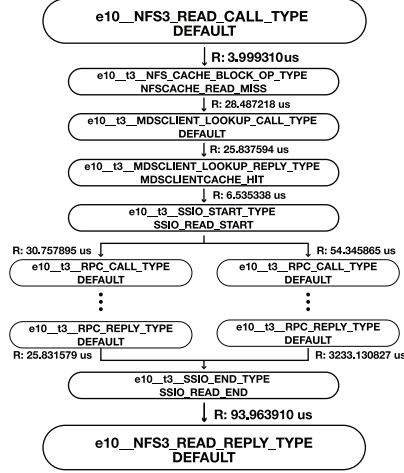 e10__NFS3_READ_CALL_TYPE
DEFAULT
R: 3.999310us
e10__t3__NFS_CACHE_BLOCK_OP_TYPE
NFSCACHE_READ_MISS
R: 28.487218 us
e10__t3__MDSCLIENT_LOOKUP_CALL_TYPE
DEFAULT
R: 25.837594 us
e10__t3__MDSCLIENT_LOOKUP_REPLY_TYPE
MDSCLIENTCACHE_HIT
R: 6.535338 us
e10__t3__SSIO_START_TYPE
SSIO_READ_START
R: 30.757895 us
R: 54.345865 us
e10__t3__RPC_CALL_TYPE
DEFAULT
e10__t3__RPC_CALL_TYPE
DEFAULT
e10__t3__RPC_REPLY_TYPE
DEFAULT
e10__t3__RPC_REPLY_TYPE
DEFAULT
R: 25.831579 us
R: 3233.130827 us
e10__t3__SSIO_END_TYPE
SSIO_READ_END
R: 93.963910 us
e10__NFS3_READ_REPLY_TYPE
DEFAULT